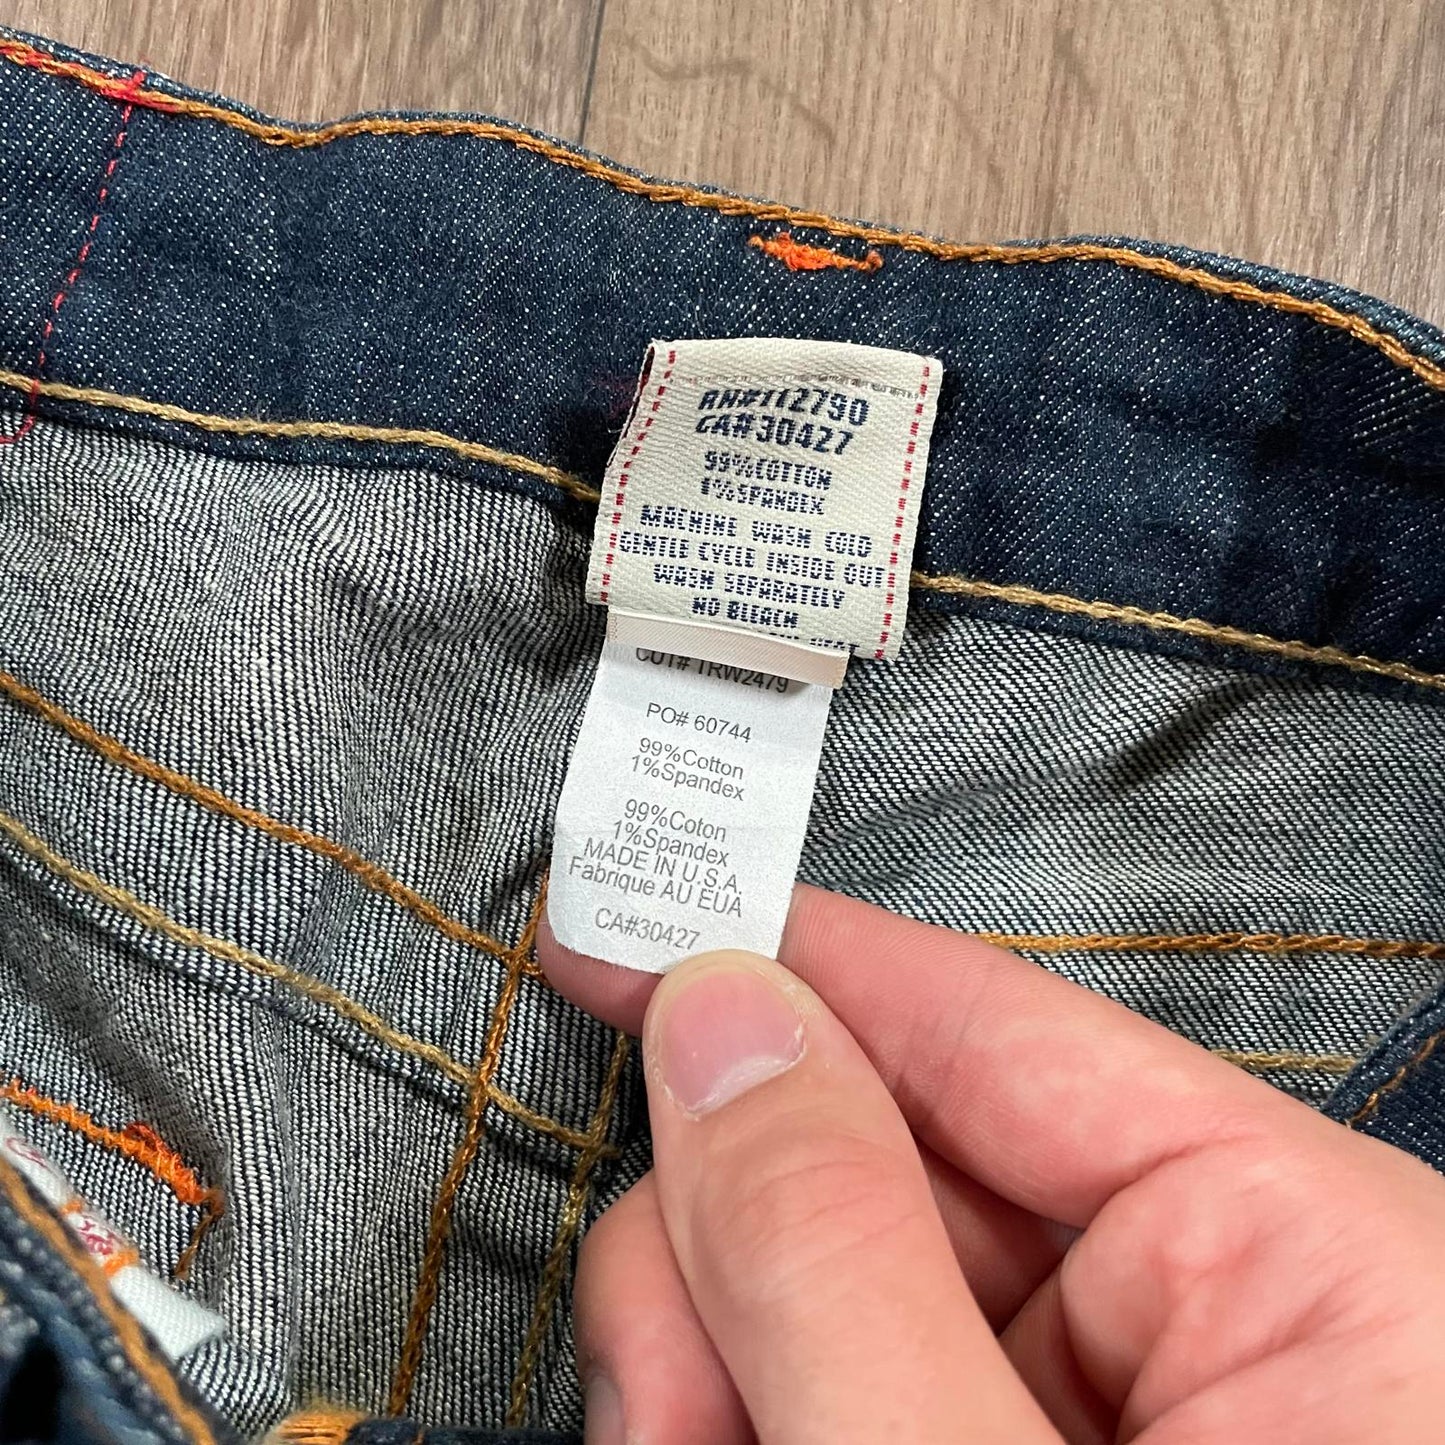 RN#112790
CA#30427
99%COTTON
1%SPANDEX
MACHINE WASH COLD
GENTLE CYCLE INSIDE OUT
WASH SEPARATELY
NO BLEACH
CUT# TRW2479
PO# 60744
99%Cotton
1%Spandex
99%Coton
1%Spandex
MADE IN U.S.A.
Fabrique AU EUA
CA#30427